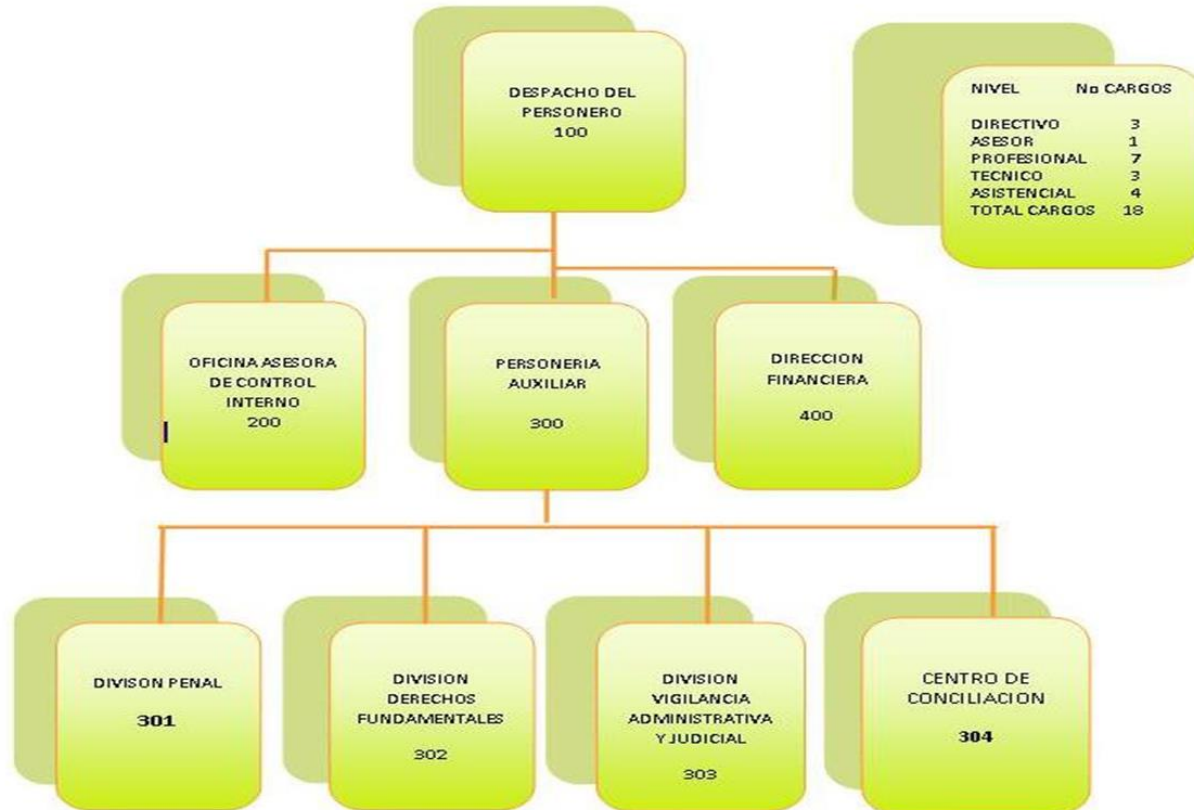 DESPACHO DEL
PERSONERO
100
NIVEL No CARGOS
DIRECTIVO 3
ASESOR 1
PROFESIONAL 7
TECNICO 3
ASISTENCIAL 4
TOTAL CARGOS 18
OFICINA ASESORA
DE CONTROL
INTERNO
200
PERSONERIA
AUXILIAR
300
DIRECCION
FINANCIERA
400
DIVISON PENAL
301
DIVISION
DERECHOS
FUNDAMENTALES
302
DIVISION
VIGILANCIA
ADMINISTRATIVA
Y JUDICIAL
303
CENTRO DE
CONCILIACION
304